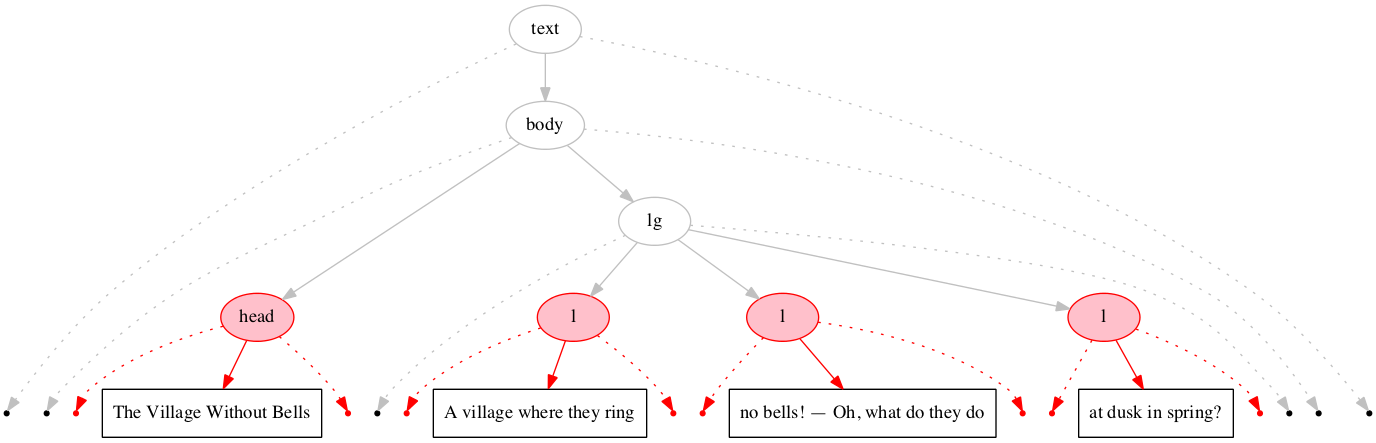 text
body
lg
head
l
l
l
The Village Without Bells
A village where they ring
no bells! — Oh, what do they do
at dusk in spring?